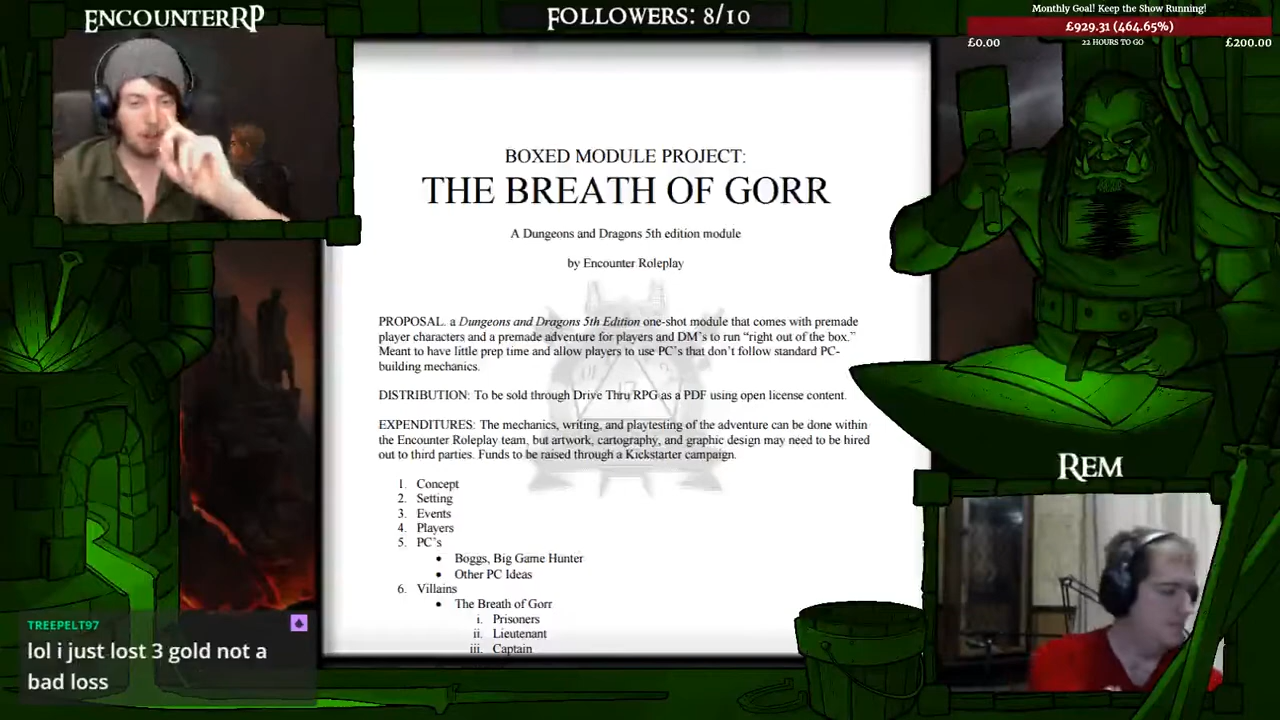 ENCOUNTERRP
FOLLOWERS: 8/10
Monthly Goal! Keep the Show Running!
£929.31 (464.65%)
£0.00
22 HOURS TO GO
£200.00
BOXED MODULE PROJECT:
THE BREATH OF GORR
A Dungeons and Dragons 5th edition module
by Encounter Roleplay
PROPOSAL. a Dungeons and Dragons 5th Edition one-shot module that comes with premade
player characters and a premade adventure for players and DM's to run “right out of the box.”
Meant to have little prep time and allow players to use PC's that don't follow standard PC-
building mechanics.
DISTRIBUTION: To be sold through Drive Thru RPG as a PDF using open license content.
EXPENDITURES: The mechanics, writing, and playtesting of the adventure can be done within
the Encounter Roleplay team, but artwork, cartography, and graphic design may need to be hired
out to third parties. Funds to be raised through a Kickstarter campaign.
1. Concept
2. Setting
3. Events
4. Players
5. PC's
• Boggs, Big Game Hunter
• Other PC Ideas
6. Villains
• The Breath of Gorr
i. Prisoners
ii. Lieutenant
iii. Captain
REM
TREEPELT97
lol i just lost 3 gold not a
bad loss